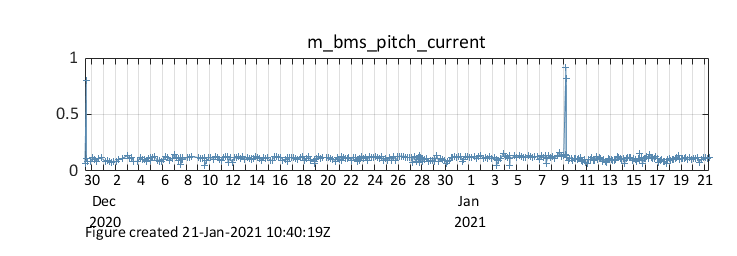 m_bms_pitch_current
1
0.5
0
30 2 4 6 8 10 12 14 16 18 20 22 24 26 28 30 1 3 5 7 9 11 13 15 17 19 21
Dec Jan
2020 2021
Figure created 21-Jan-2021 10:40:19Z